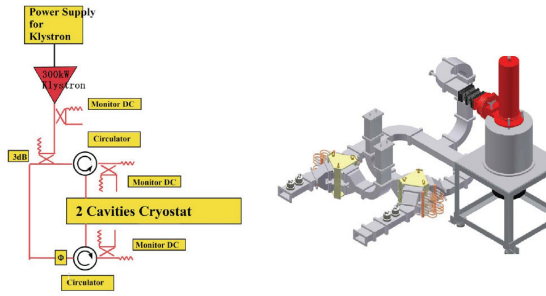 Power Supply
for
Klystron
300kW
Klystron
Monitor DC
Circulator
3dB
Monitor DC
2 Cavities Cryostat
Monitor DC
Φ
Circulator